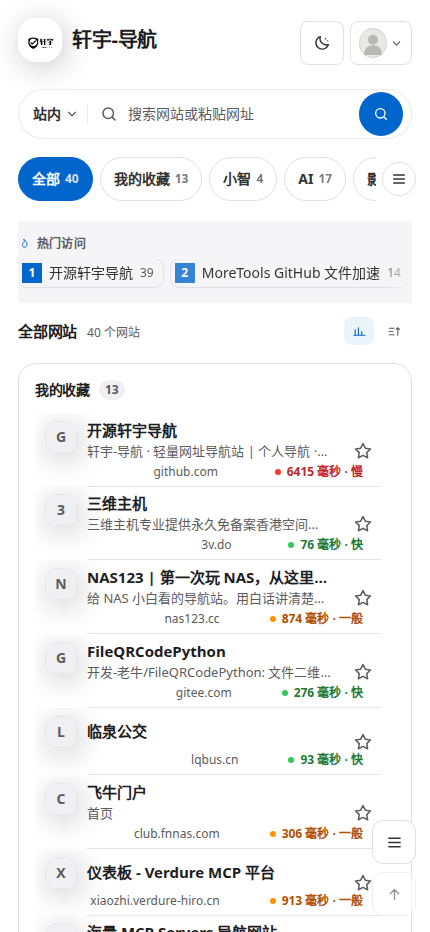 轩宇-导航
站内
搜索网站或粘贴网址
全部 40
我的收藏 13
小智 4
AI 17
热门访问
1 开源轩宇导航 39
2 MoreTools GitHub 文件加速 14
全部网站 40 个网站
我的收藏 13
G
开源轩宇导航
轩宇-导航 · 轻量网址导航站 | 个人导航 ·...
github.com
6415 毫秒 · 慢
3
三维主机
三维主机专业提供永久免备案香港空间...
3v.do
76 毫秒 · 快
N
NAS123 | 第一次玩 NAS，从这里...
给 NAS 小白看的导航站。用白话讲清楚...
nas123.cc
874 毫秒 · 一般
G
FileQRCodePython
开发-老牛/FileQRCodePython: 文件二维...
gitee.com
276 毫秒 · 快
L
临泉公交
lqbus.cn
93 毫秒 · 快
C
飞牛门户
首页
club.fnnas.com
306 毫秒 · 一般
X
仪表板 - Verdure MCP 平台
xiaozhi.verdure-hiro.cn
913 毫秒 · 一般
海量 MCP Servers 导航网站